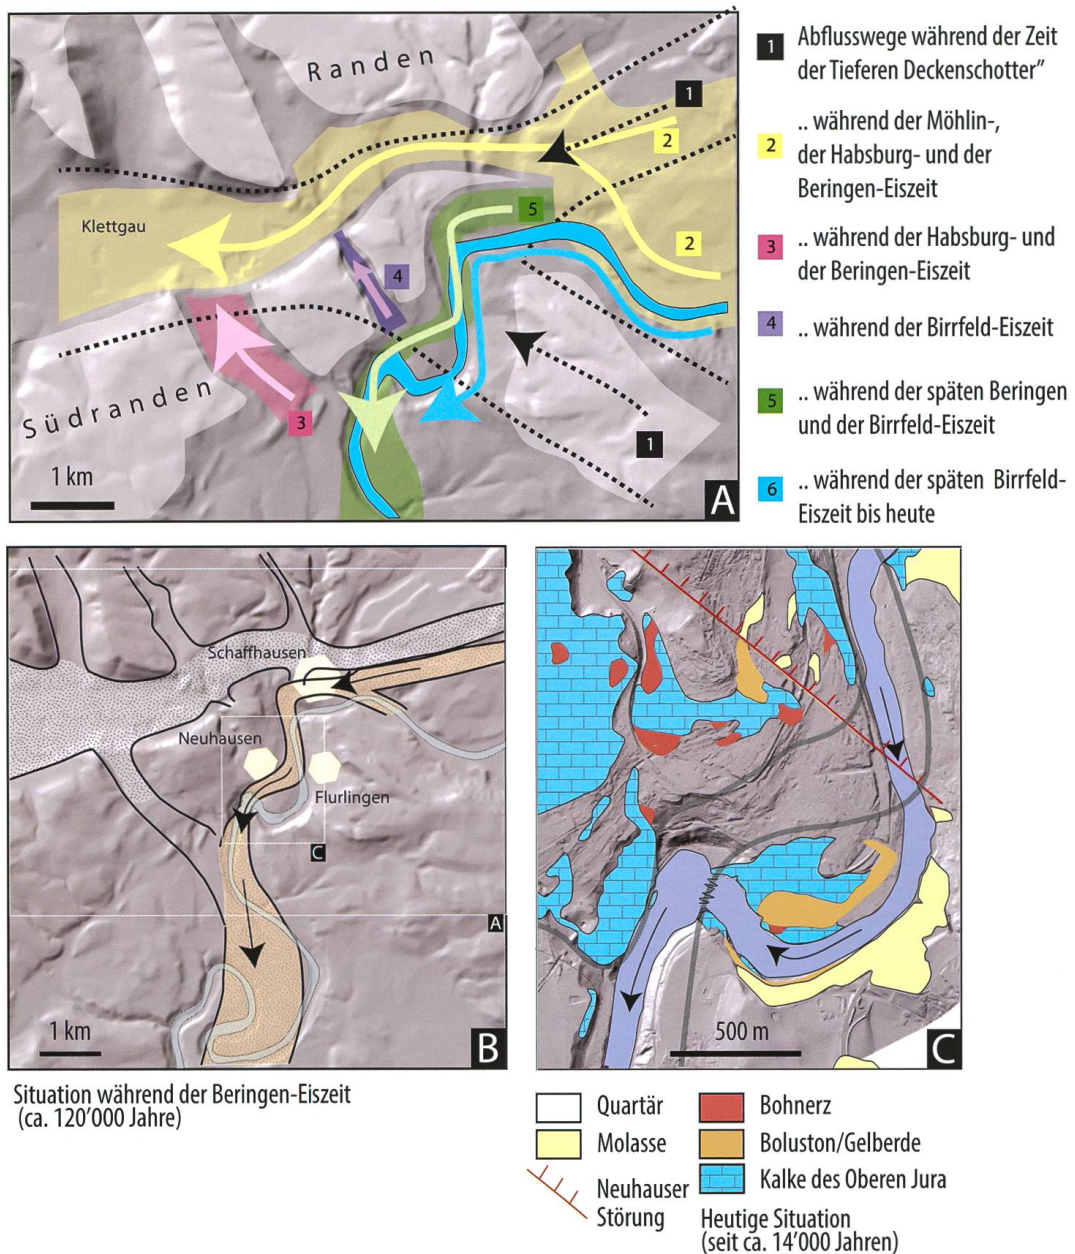 Randen
1
2
Klettgau
5
2
4
Südranden
3
1
1 km
A
1 Abflusswege während der Zeit
der Tieferen Deckenschotter”
2 .. während der Möhlin-,
der Habsburg- und der
Beringen-Eiszeit
3 .. während der Habsburg- und
der Beringen-Eiszeit
4 .. während der Birrfeld-Eiszeit
5 .. während der späten Beringen
und der Birrfeld-Eiszeit
6 .. während der späten Birrfeld-
Eiszeit bis heute
Schaffhausen
Neuhausen
Flurlingen
C
A
1 km
B
Situation während der Beringen-Eiszeit
(ca. 120’000 Jahre)
500 m
C
Quartär
Molasse
Neuhauser
Störung
Bohnerz
Boluston/Gelberde
Kalke des Oberen Jura
Heutige Situation
(seit ca. 14’000 Jahren)